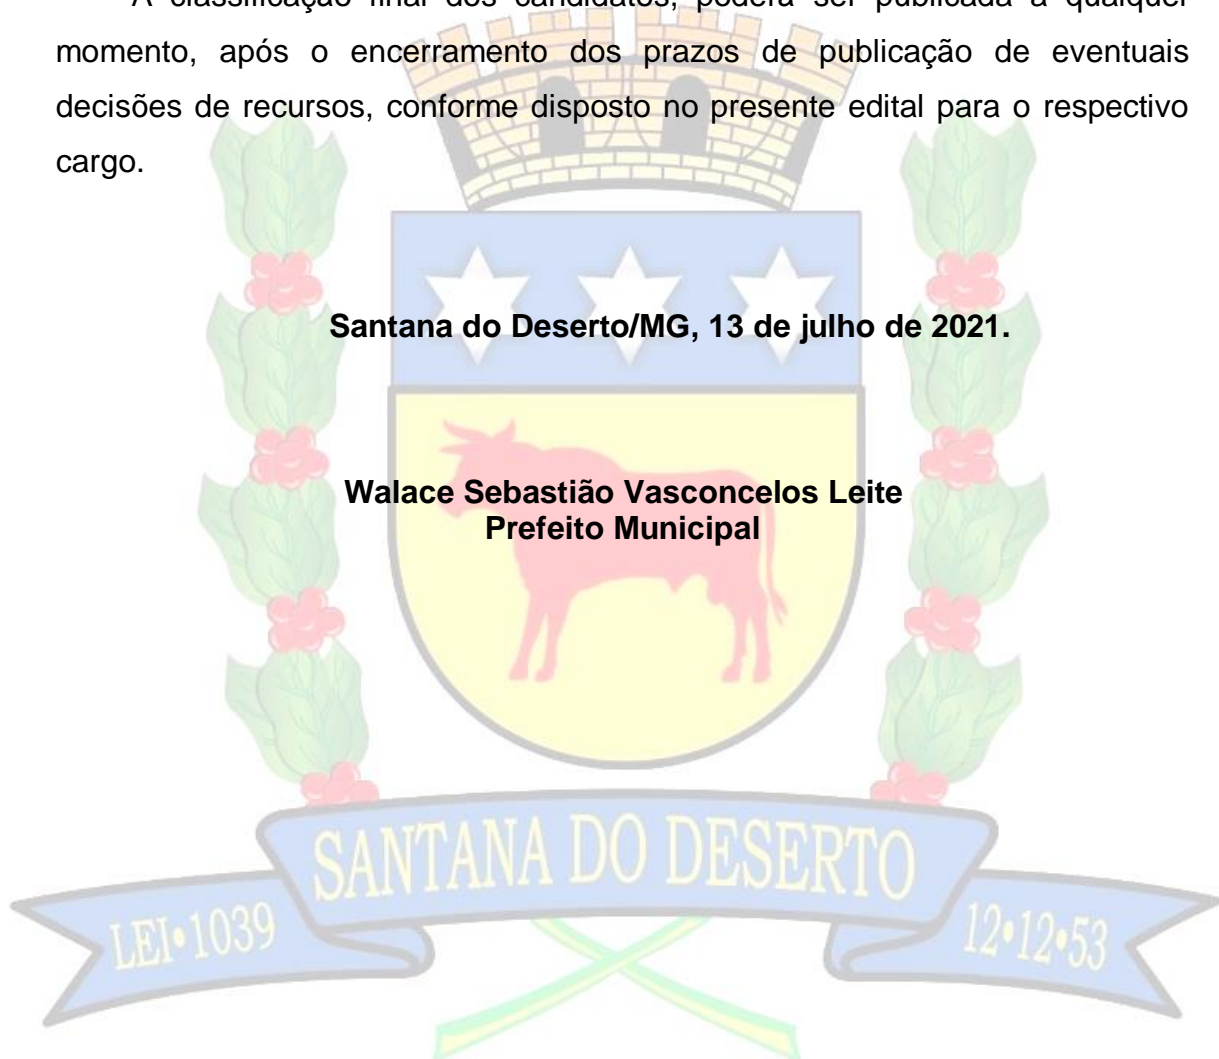 A classificação final dos candidatos, poderá ser publicada a qualquer
momento, após o encerramento dos prazos de publicação de eventuais
decisões de recursos, conforme disposto no presente edital para o respectivo
cargo.
Santana do Deserto/MG, 13 de julho de 2021.
Walace Sebastião Vasconcelos Leite
Prefeito Municipal
SANTANA DO DESERTO
LEI•1039
12•12•53